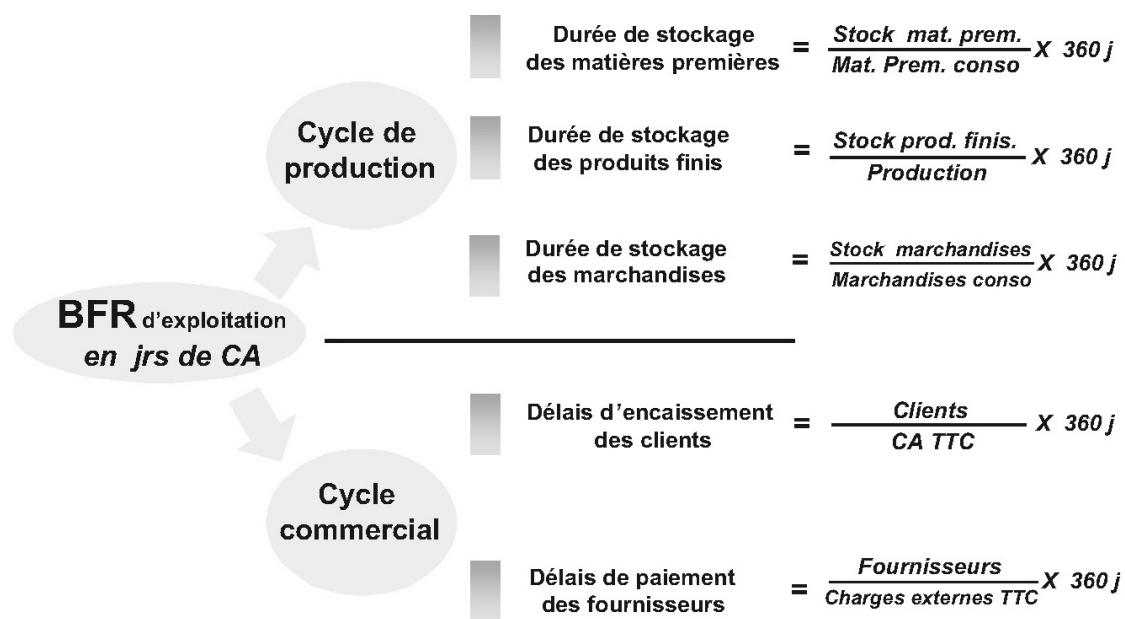 Durée de stockage
des matières premières
=
Stock mat. prem.
Mat. Prem. conso
X 360 j
Cycle de
production
Durée de stockage
des produits finis
=
Stock prod. finis.
Production
X 360 j
Durée de stockage
des marchandises
=
Stock marchandises
Marchandises conso
X 360 j
BFR d’exploitation
en jrs de CA
Délais d’encaissement
des clients
=
Clients
CA TTC
X 360 j
Cycle
commercial
Délais de paiement
des fournisseurs
=
Fournisseurs
Charges externes TTC
X 360 j